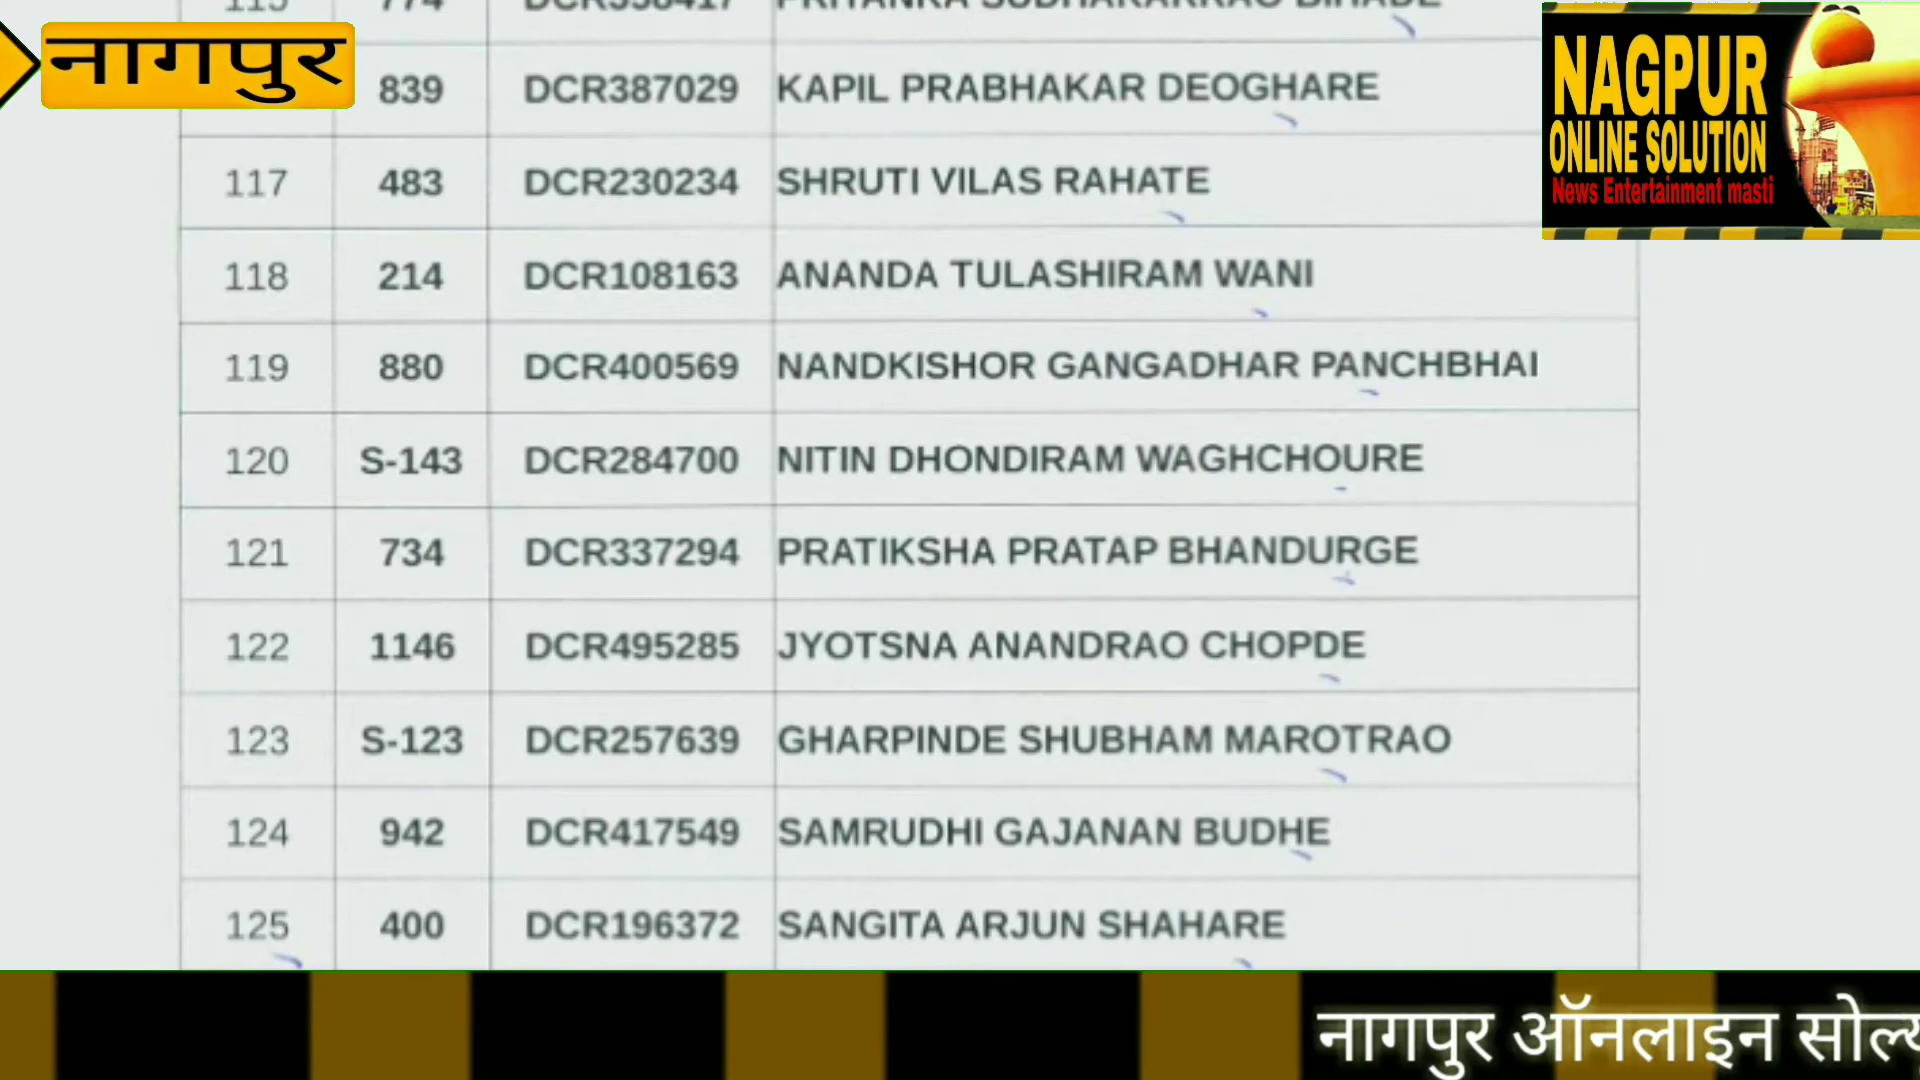 नागपुर
NAGPUR
ONLINE SOLUTION
News Entertainment masti
839 DCR387029 KAPIL PRABHAKAR DEOGHARE
117 483 DCR230234 SHRUTI VILAS RAHATE
118 214 DCR108163 ANANDA TULASHIRAM WANI
119 880 DCR400569 NANDKISHOR GANGADHAR PANCHBHAI
120 S-143 DCR284700 NITIN DHONDIRAM WAGHCHOURE
121 734 DCR337294 PRATIKSHA PRATAP BHANDURGE
122 1146 DCR495285 JYOTSNA ANANDRAO CHOPDE
123 S-123 DCR257639 GHARPINDE SHUBHAM MAROTRAO
124 942 DCR417549 SAMRUDHI GAJANAN BUDHE
125 400 DCR196372 SANGITA ARJUN SHAHARE
नागपुर ऑनलाइन